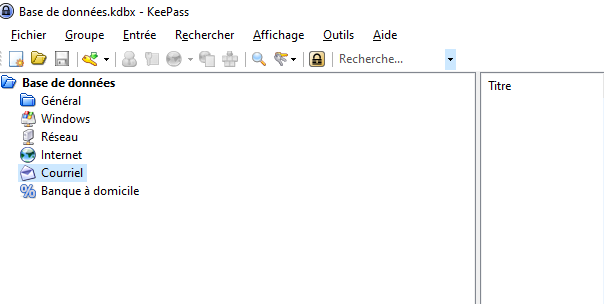 Base de données.kdbx - KeePass
Fichier Groupe Entrée Rechercher Affichage Outils Aide
Recherche...
Base de données
Titre
Général
Windows
Réseau
Internet
Courriel
Banque à domicile